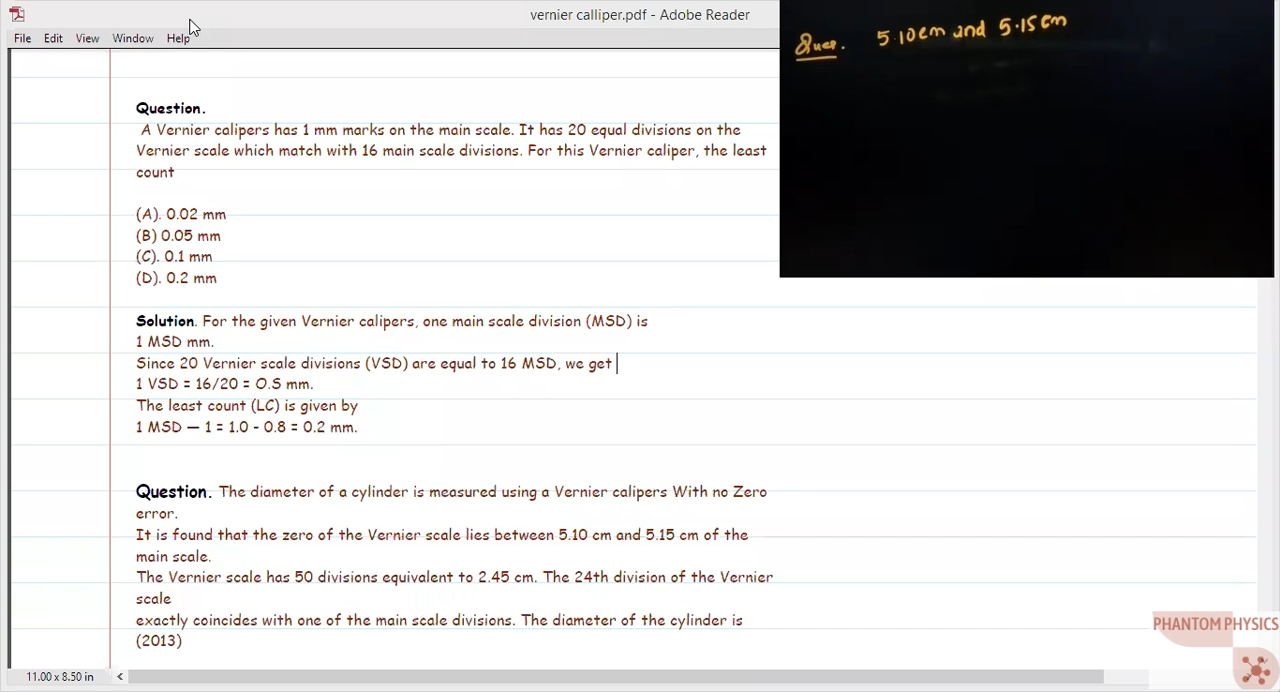 vernier calliper.pdf - Adobe Reader
File Edit View Window Help
Ques. 5.10cm and 5.15cm
Question.
A Vernier calipers has 1 mm marks on the main scale. It has 20 equal divisions on the
Vernier scale which match with 16 main scale divisions. For this Vernier caliper, the least
count
(A). 0.02 mm
(B) 0.05 mm
(C). 0.1 mm
(D). 0.2 mm
Solution. For the given Vernier calipers, one main scale division (MSD) is
1 MSD mm.
Since 20 Vernier scale divisions (VSD) are equal to 16 MSD, we get
1 VSD = 16/20 = O.S mm.
The least count (LC) is given by
1 MSD — 1 = 1.0 - 0.8 = 0.2 mm.
Question. The diameter of a cylinder is measured using a Vernier calipers With no Zero
error.
It is found that the zero of the Vernier scale lies between 5.10 cm and 5.15 cm of the
main scale.
The Vernier scale has 50 divisions equivalent to 2.45 cm. The 24th division of the Vernier
scale
exactly coincides with one of the main scale divisions. The diameter of the cylinder is
(2013)
PHANTOM PHYSICS
11.00 x 8.50 in